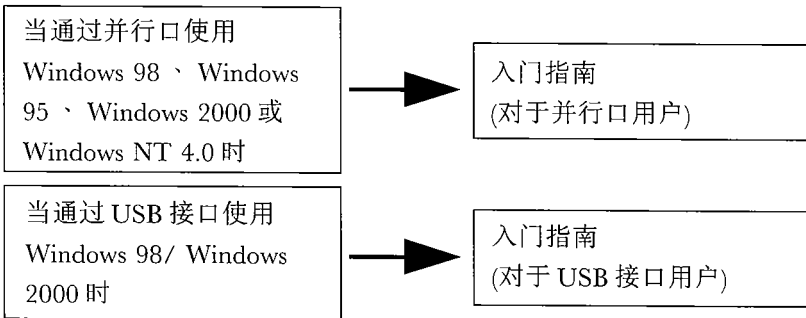 当通过并行口使用
Windows 98 、 Windows
95 、 Windows 2000 或
Windows NT 4.0 时
入门指南
(对于并行口用户)
当通过 USB 接口使用
Windows 98/ Windows
2000 时
入门指南
(对于 USB 接口用户)